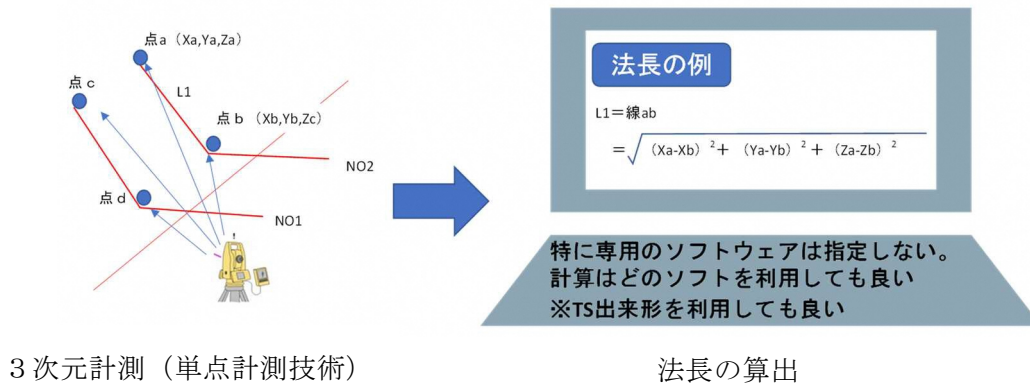 点a（Xa,Ya,Za）
点ｃ
L1
点ｂ（Xb,Yb,Zc）
NO2
点ｄ
NO1
法長の例
L1＝線ab
＝√（Xa-Xb）²＋（Ya-Yb）²＋（Za-Zb）²
特に専用のソフトウェアは指定しない。
計算はどのソフトを利用しても良い
※TS出来形を利用しても良い
３次元計測（単点計測技術）
法長の算出